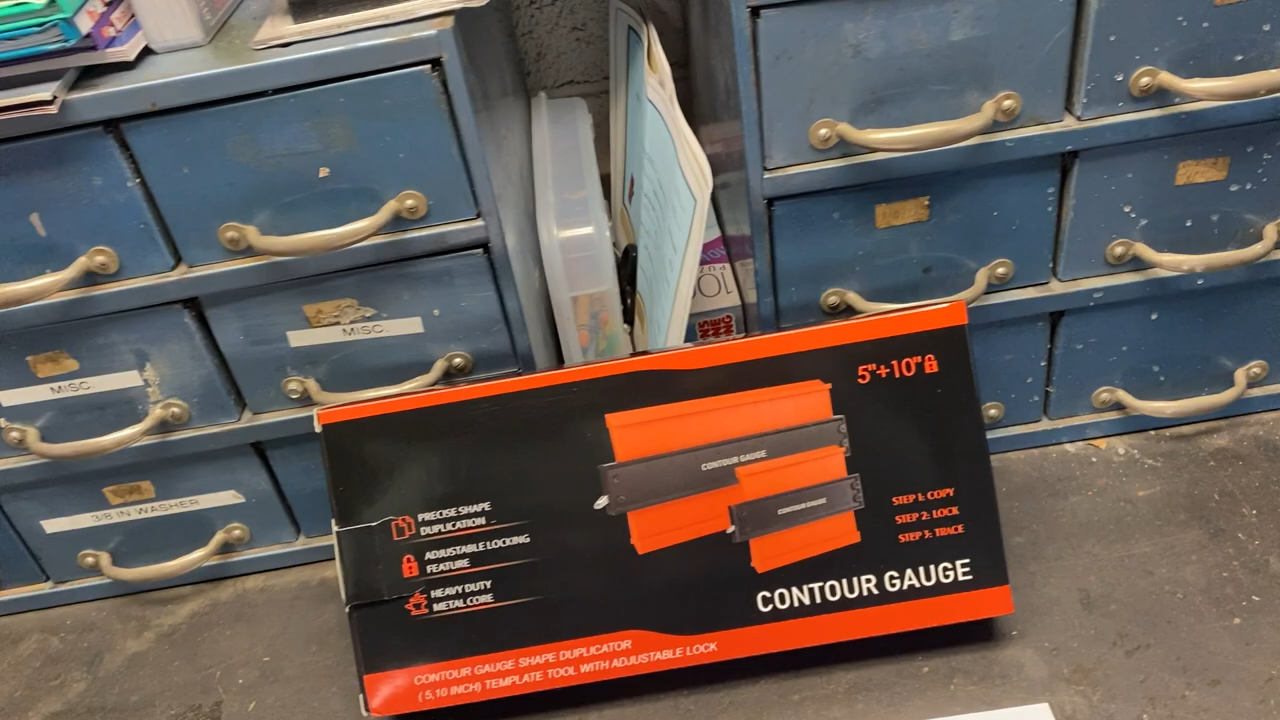 MISC.
MISC.
3/8 IN WASHER
5"+10"
CONTOUR GAUGE
CONTOUR GAUGE
PRECISE SHAPE
DUPLICATION
ADJUSTABLE LOCKING
FEATURE
HEAVY DUTY
METAL CORE
STEP 1: COPY
STEP 2: LOCK
STEP 3: TRACE
CONTOUR GAUGE
CONTOUR GAUGE SHAPE DUPLICATOR
( 5,10 INCH) TEMPLATE TOOL WITH ADJUSTABLE LOCK